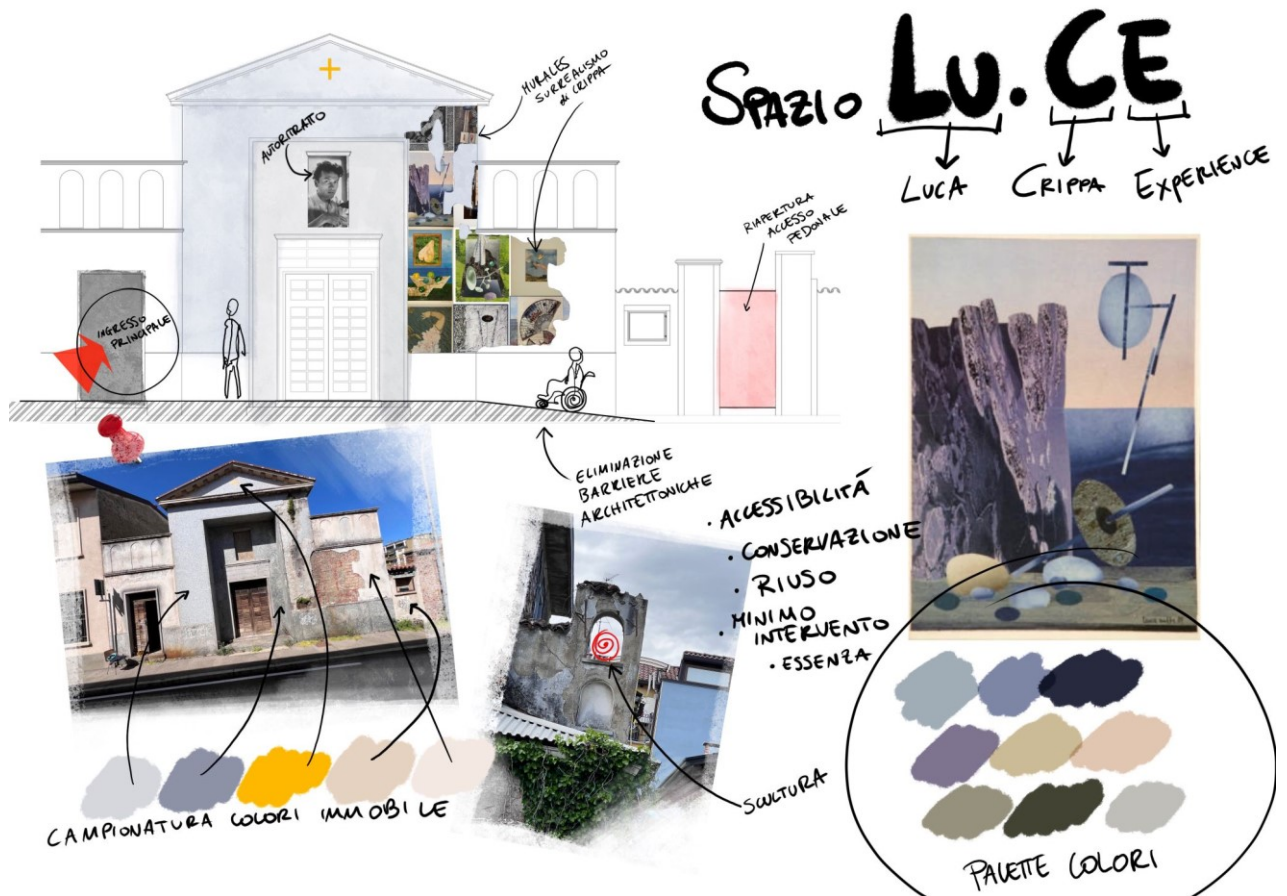 SPAZIO LU.CE
LUCA
CRIPPA
EXPERIENCE
MURALES
SURREALISMO
di CRIPPA
AUTORITRATTO
RIAPERTURA
ACCESSO
PEDONALE
INGRESSO
PRINCIPALE
ELIMINAZIONE
BARRIERE
ARCHITETTONICHE
• ACCESSIBILITÁ
• CONSERVAZIONE
• RIUSO
• MINIMO
INTERVENTO
• ESSENZA
SCULTURA
CAMPIONATURA COLORI IMMOBILE
PALETTE COLORI